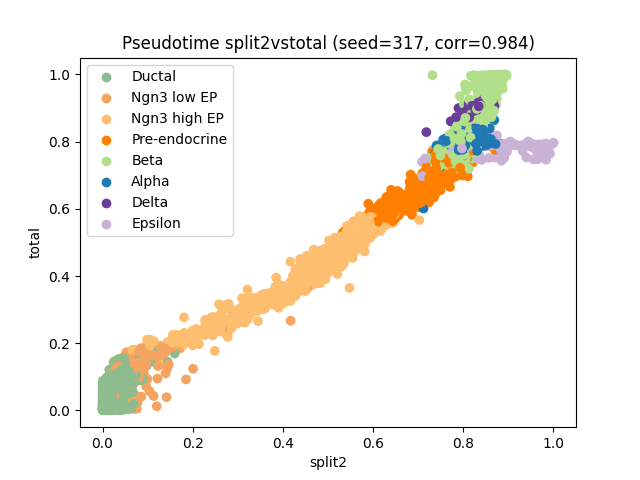 Pseudotime split2vstotal (seed=317, corr=0.984)
Ductal
Ngn3 low EP
Ngn3 high EP
Pre-endocrine
Beta
Alpha
Delta
Epsilon
total
1.0
0.8
0.6
0.4
0.2
0.0
0.0 0.2 0.4 0.6 0.8 1.0
split2